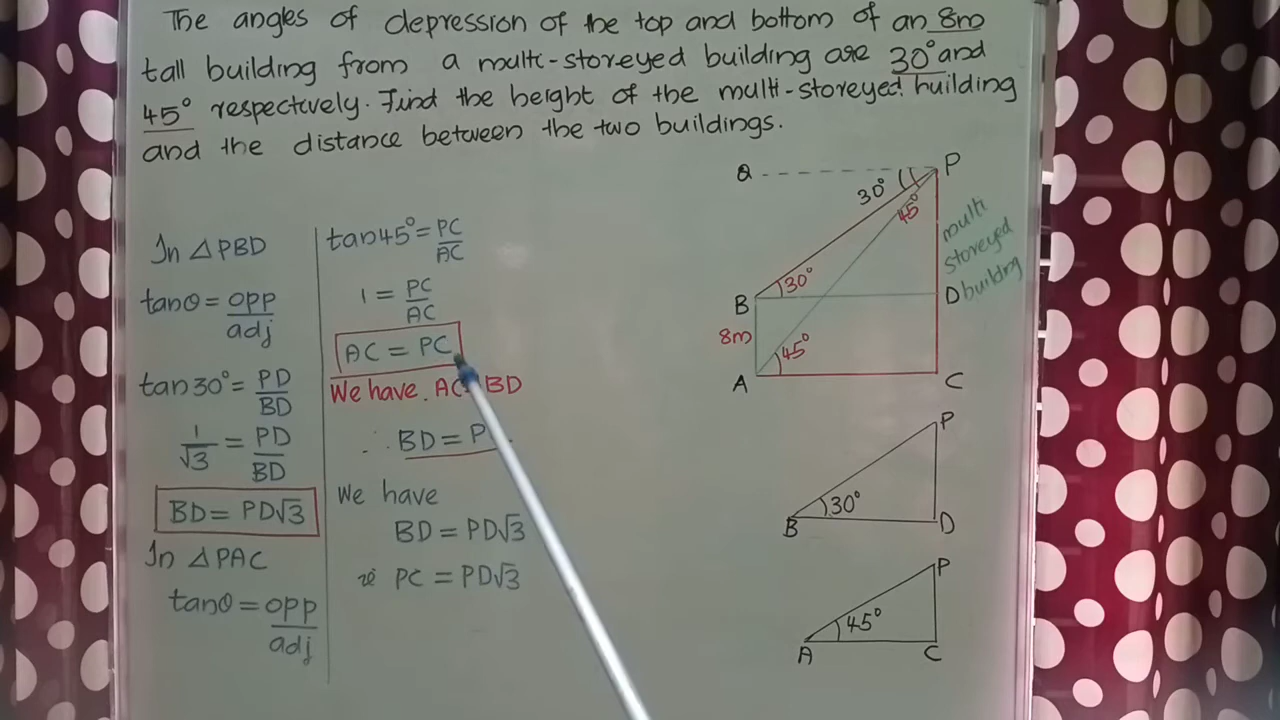 The angles of depression of the top and bottom of an 8m
tall building from a multi-storeyed building are 30° and
45° respectively. Find the height of the multi-storeyed building
and the distance between the two buildings.
In △PBD
tanθ = opp/adj
tan30° = PD/BD
1/√3 = PD/BD
BD = PD√3
In △PAC
tanθ = opp/adj
tan45° = PC/AC
1 = PC/AC
AC = PC
We have AC BD
∴ BD = P
We have
BD = PD√3
ie PC = PD√3
Q
P
30°
45°
multi
storeyed
building
30°
B
D
8m
45°
A
C
P
30°
B
D
P
45°
A
C